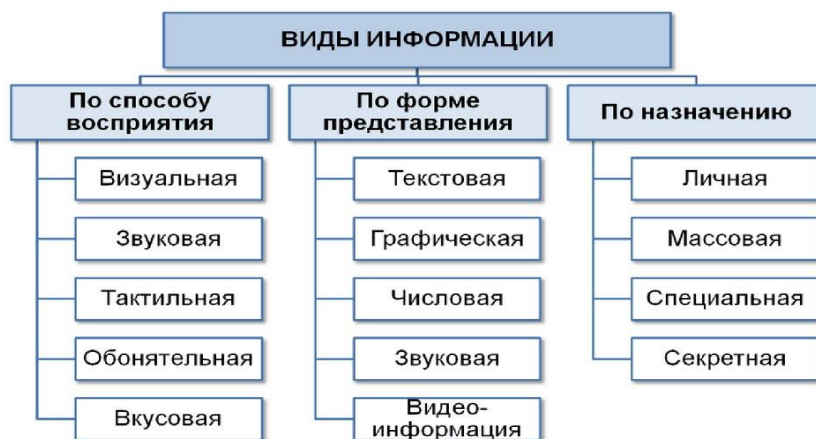 ВИДЫ ИНФОРМАЦИИ
По способу
восприятия
Визуальная
Звуковая
Тактильная
Обонятельная
Вкусовая
По форме
представления
Текстовая
Графическая
Числовая
Звуковая
Видео-
информация
По назначению
Личная
Массовая
Специальная
Секретная